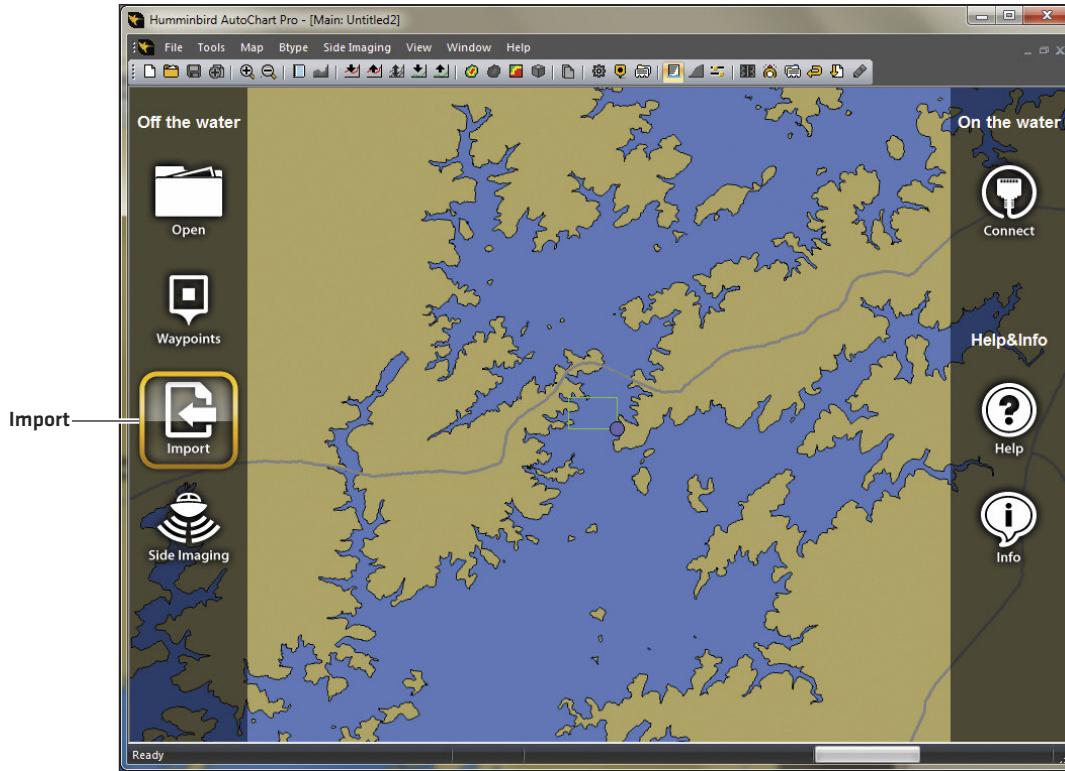 Humminbird AutoChart Pro - [Main: Untitled2]
File Tools Map Btype Side Imaging View Window Help
Off the water
On the water
Open
Connect
Waypoints
Help&Info
Import
Import
Help
Side Imaging
Info
Ready